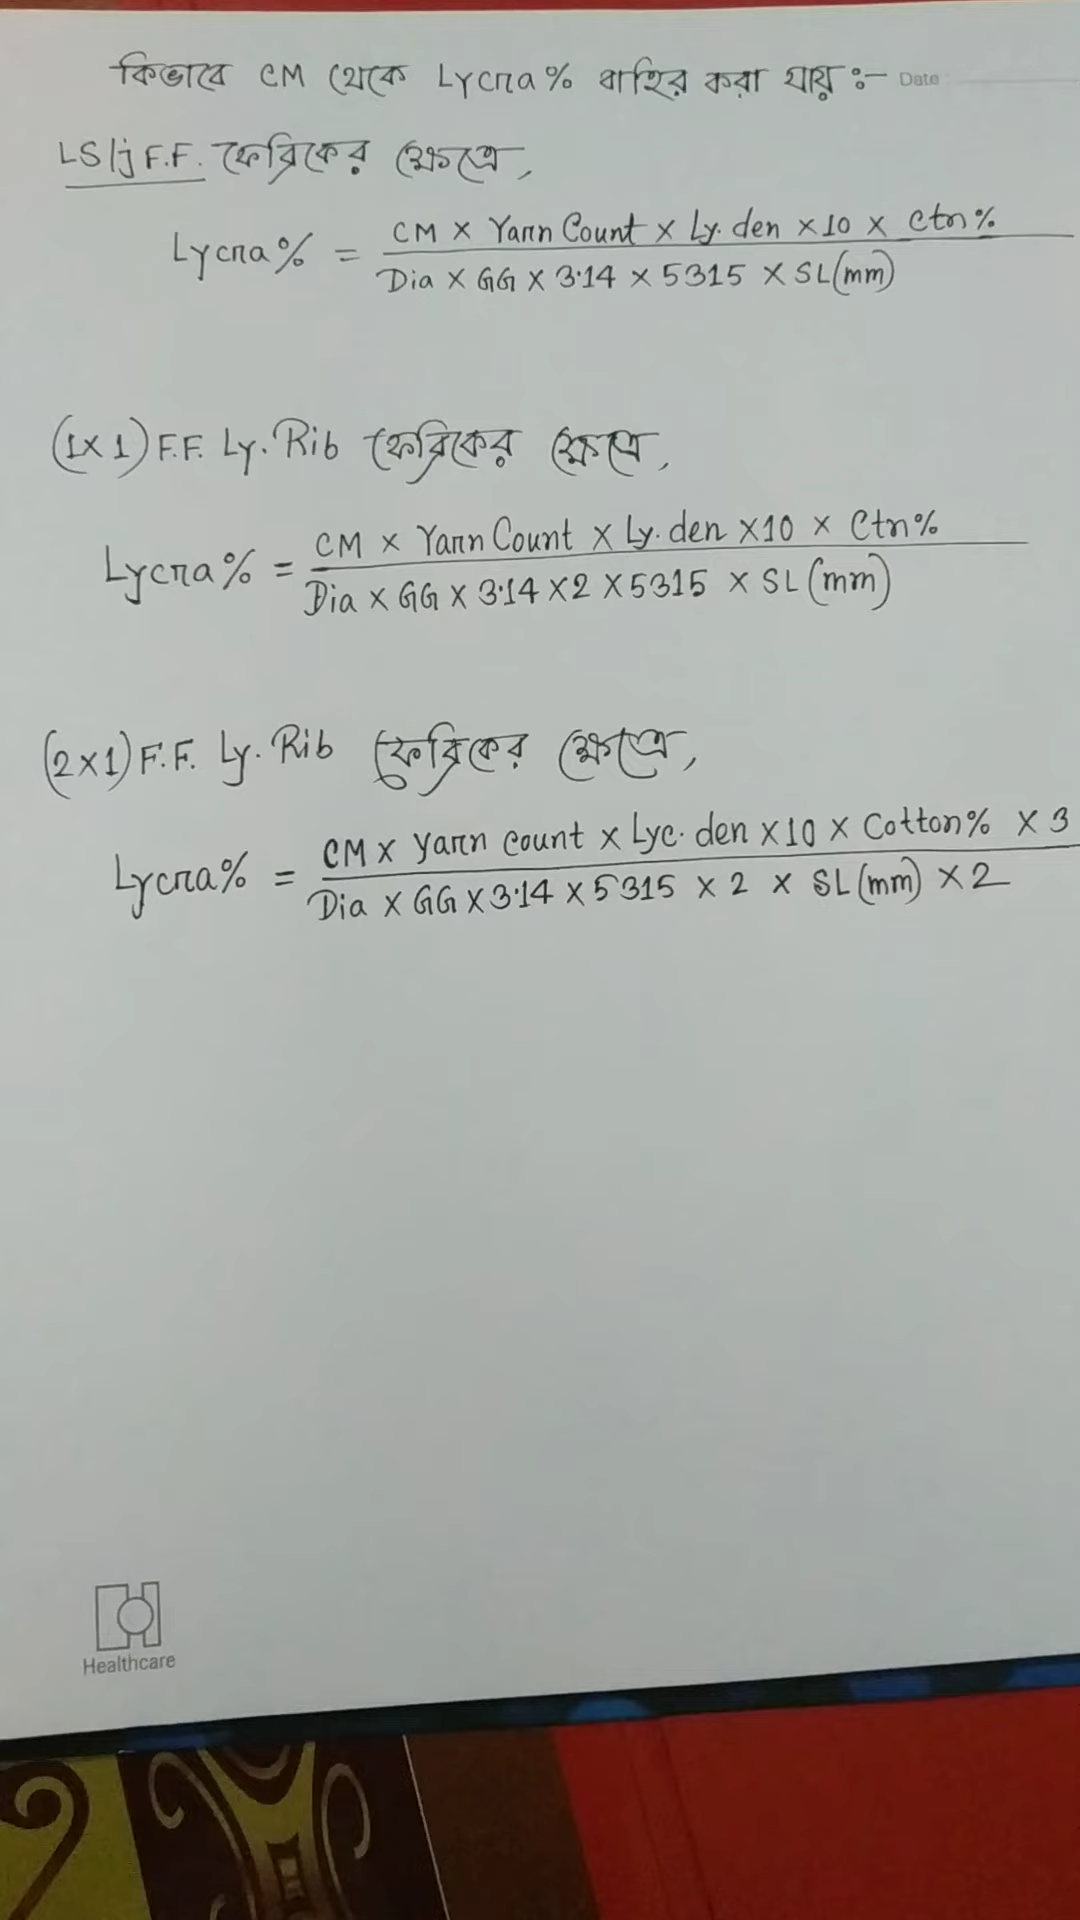 কিভাবে CM থেকে Lycra% বাহির করা যায় ঃ- Date
LS/j F.F. ফেব্রিকের ক্ষেত্রে,
Lycra% = CM × Yarn Count × Ly. den ×10 × Ctn%
Dia × GG × 3.14 × 5315 × SL(mm)
(1×1) F.F. Ly. Rib ফেব্রিকের ক্ষেত্রে,
Lycra% = CM × Yarn Count × Ly. den ×10 × Ctn%
Dia × GG × 3.14 ×2 ×5315 × SL (mm)
(2×1) F.F. Ly. Rib ফেব্রিকের ক্ষেত্রে,
Lycra% = CM × Yarn count × Lyc. den ×10 × Cotton% × 3
Dia × GG ×3.14 ×5315 ×2 × SL(mm) ×2
Healthcare